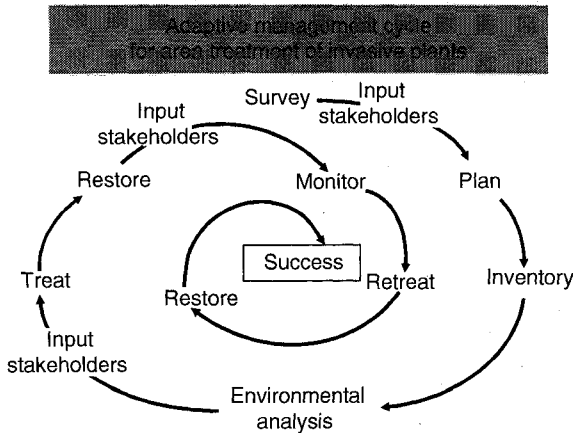 Adaptive management cycle
for area treatment of invasive plants
Survey
Input
stakeholders
Plan
Inventory
Environmental
analysis
Input
stakeholders
Treat
Restore
Input
stakeholders
Monitor
Retreat
Restore
Success